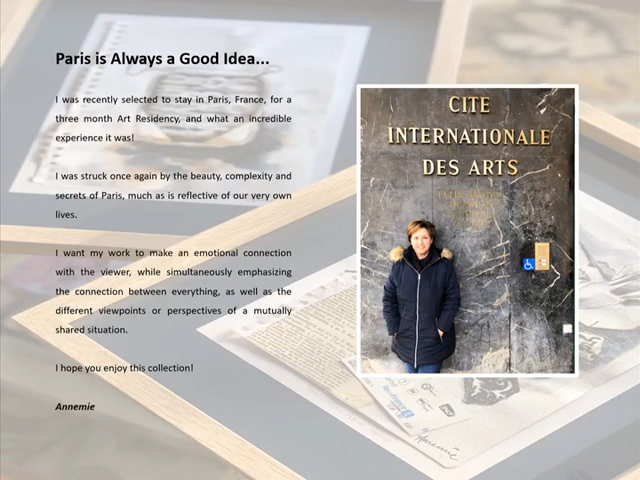 Paris is Always a Good Idea...
I was recently selected to stay in Paris, France, for a
three month Art Residency, and what an incredible
experience it was!
I was struck once again by the beauty, complexity and
secrets of Paris, much as is reflective of our very own
lives.
I want my work to make an emotional connection
with the viewer, while simultaneously emphasizing
the connection between everything, as well as the
different viewpoints or perspectives of a mutually
shared situation.
I hope you enjoy this collection!
Annemie
CITE
INTERNATIONALE
DES ARTS